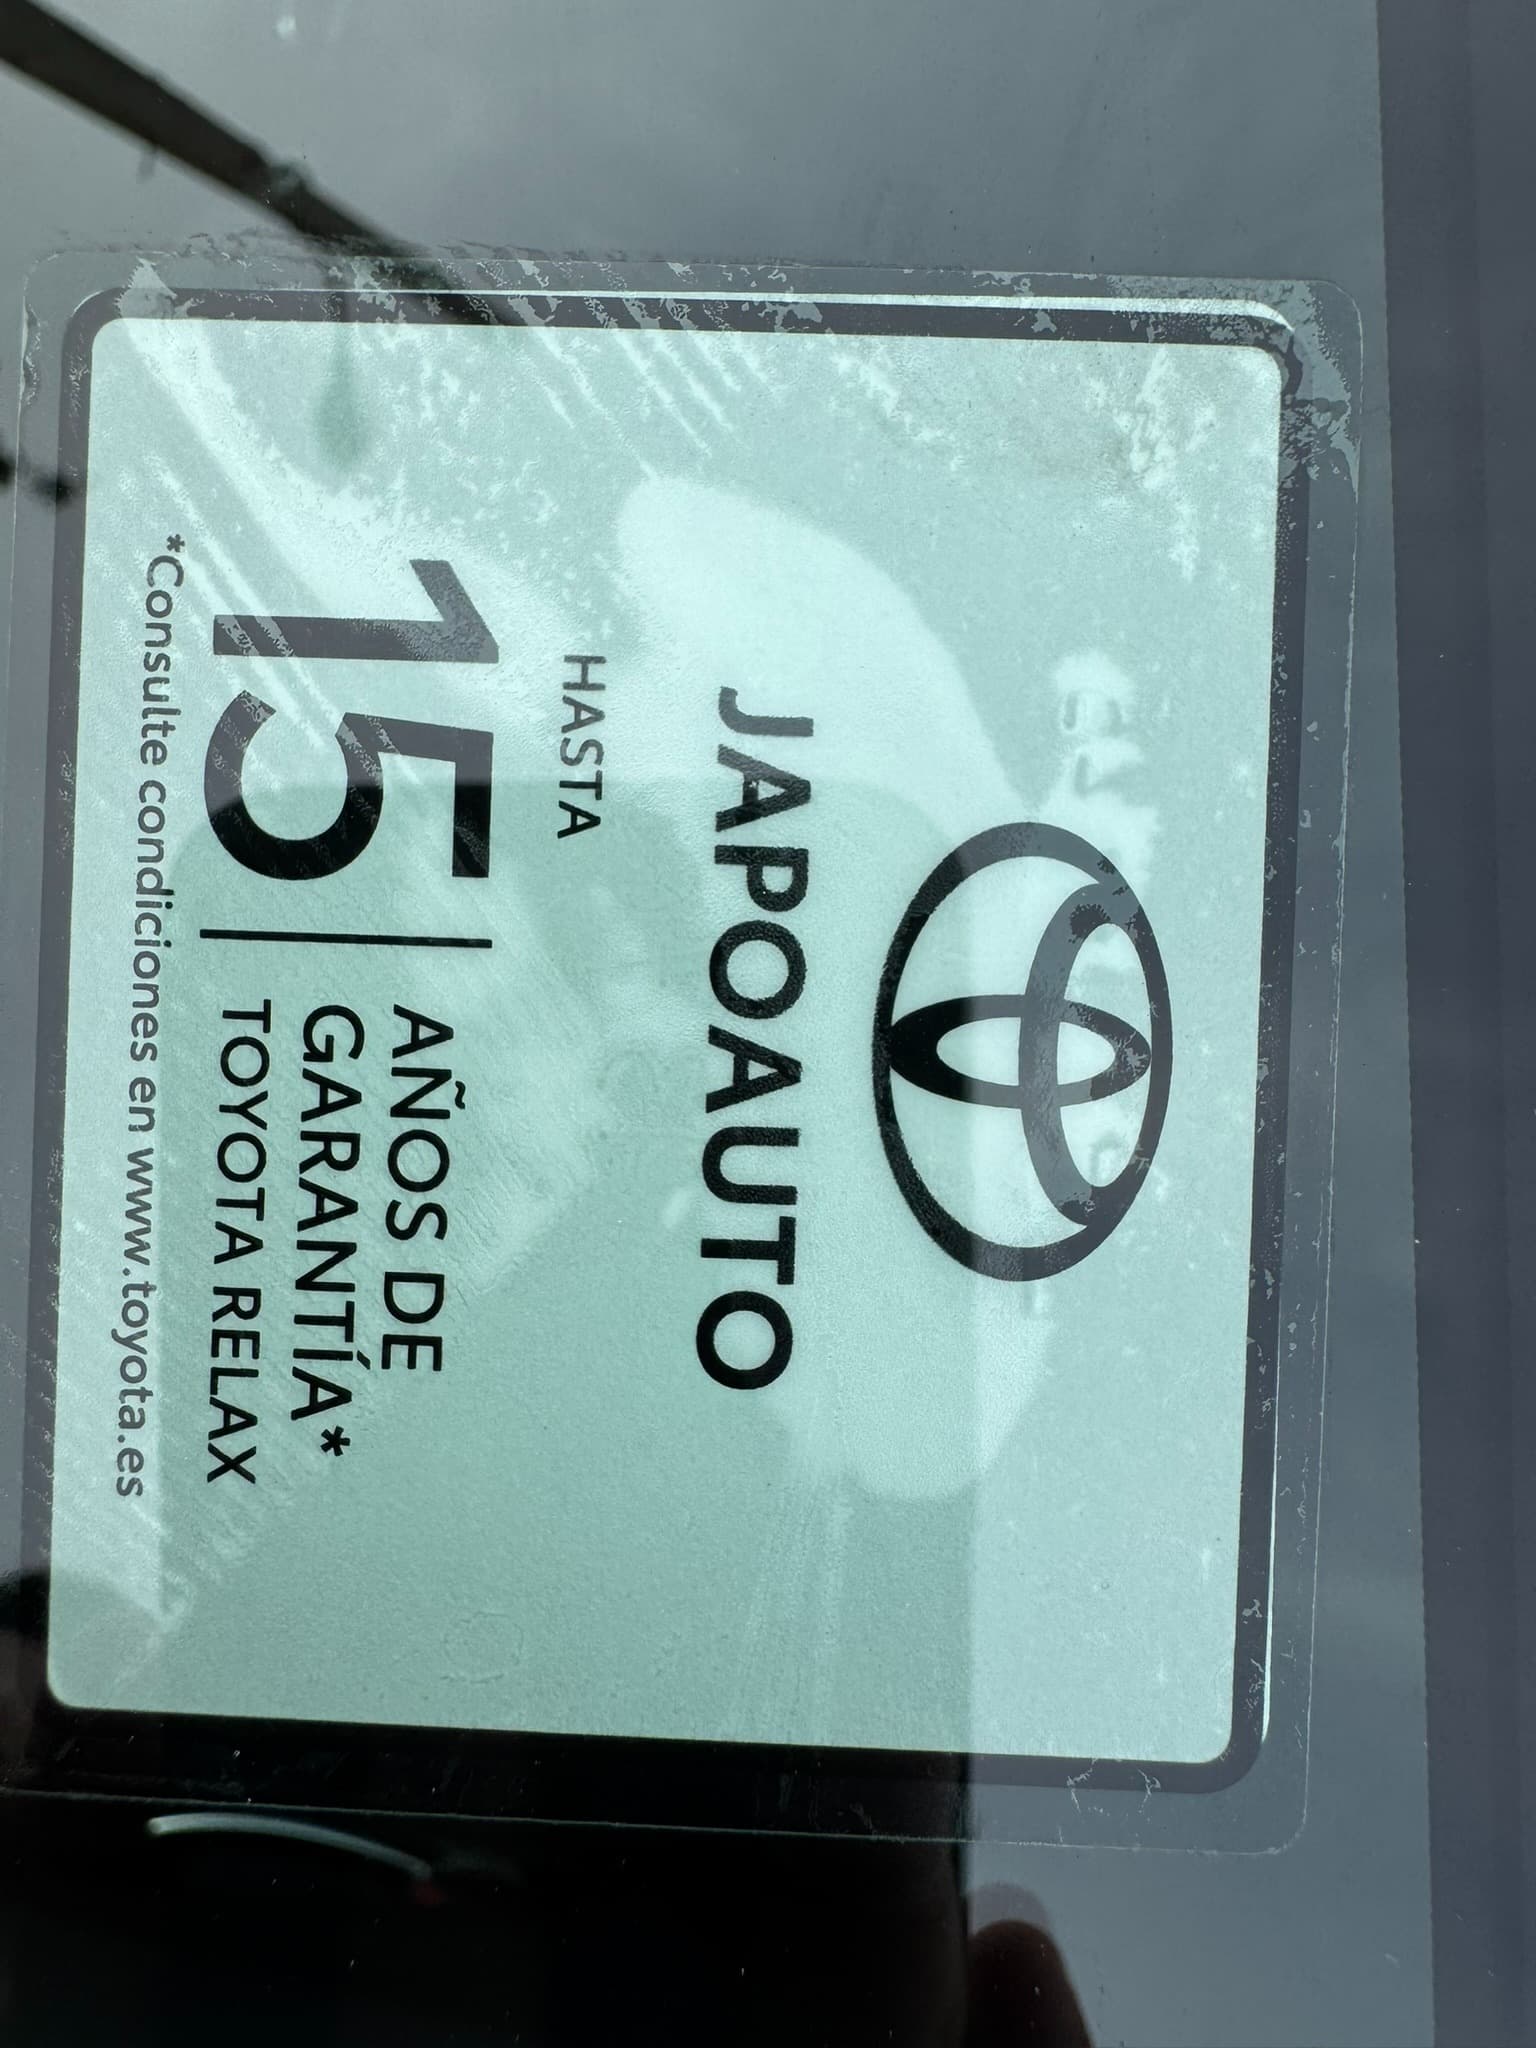 JAPOAUTO
HASTA
15
AÑOS DE
GARANTÍA*
TOYOTA RELAX
*Consulte condiciones en www.toyota.es